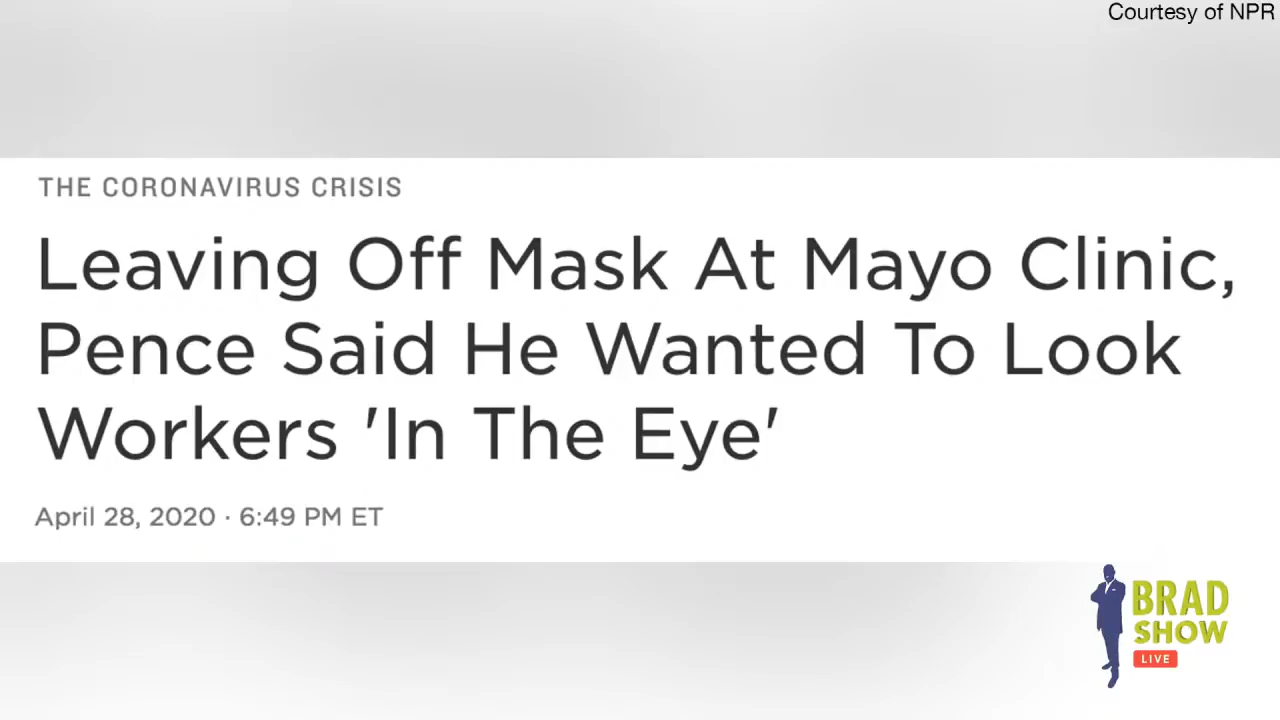 Courtesy of NPR
THE CORONAVIRUS CRISIS
Leaving Off Mask At Mayo Clinic,
Pence Said He Wanted To Look
Workers 'In The Eye'
April 28, 2020 · 6:49 PM ET
BRAD
SHOW
LIVE